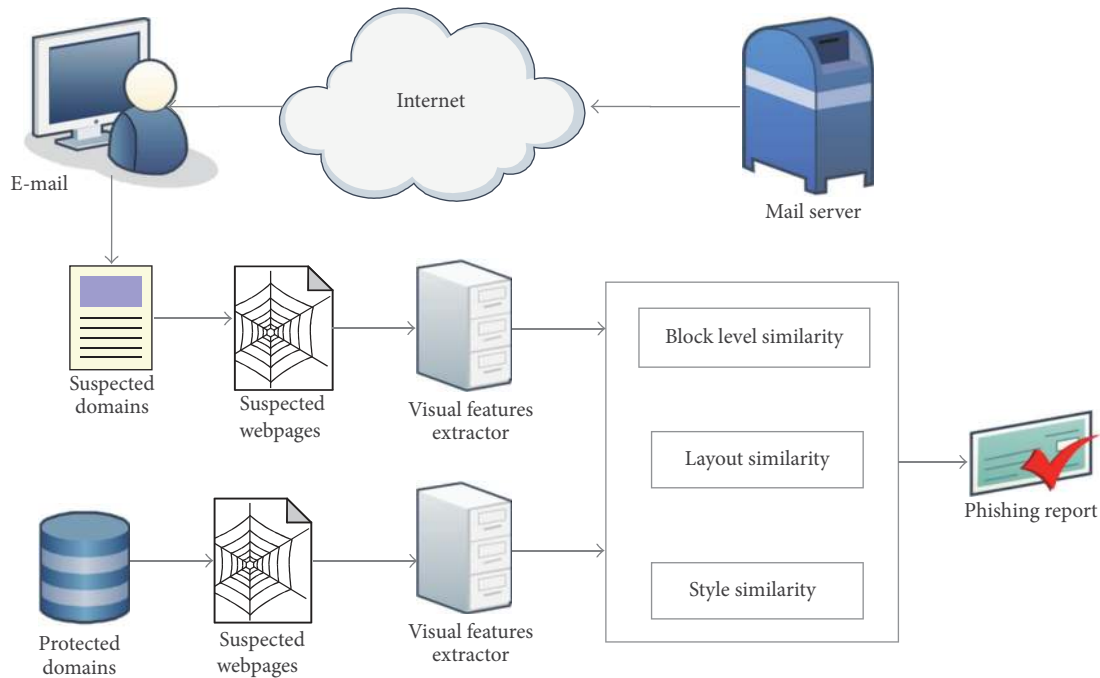 Internet
E-mail
Mail server
Suspected
domains
Suspected
webpages
Visual features
extractor
Block level similarity
Layout similarity
Style similarity
Phishing report
Protected
domains
Suspected
webpages
Visual features
extractor